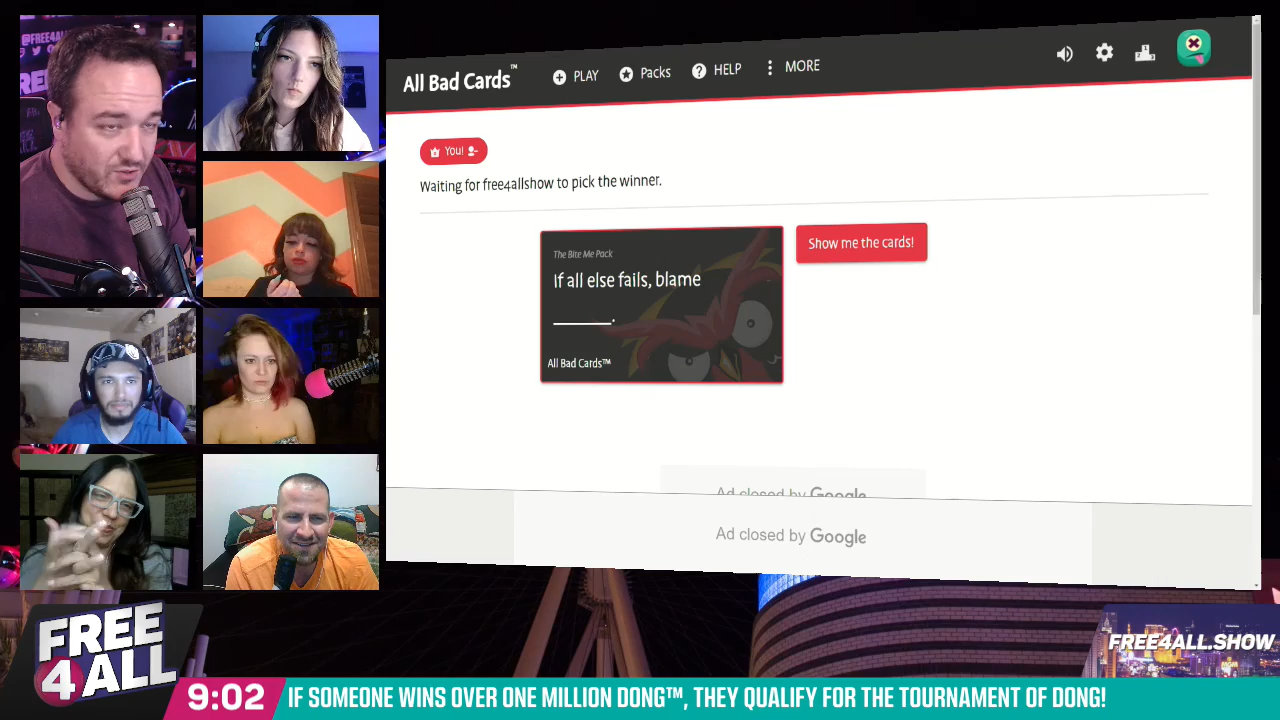 @FREE4AL
FREE
All Bad Cards™
PLAY
Packs
HELP
MORE
You!
Waiting for free4allshow to pick the winner.
The Bite Me Pack
If all else fails, blame
________.
All Bad Cards™
Show me the cards!
Ad closed by Google
Ad closed by Google
FREE
4 ALL
FREE4ALL.SHOW
9:02
IF SOMEONE WINS OVER ONE MILLION DONG™, THEY QUALIFY FOR THE TOURNAMENT OF DONG!